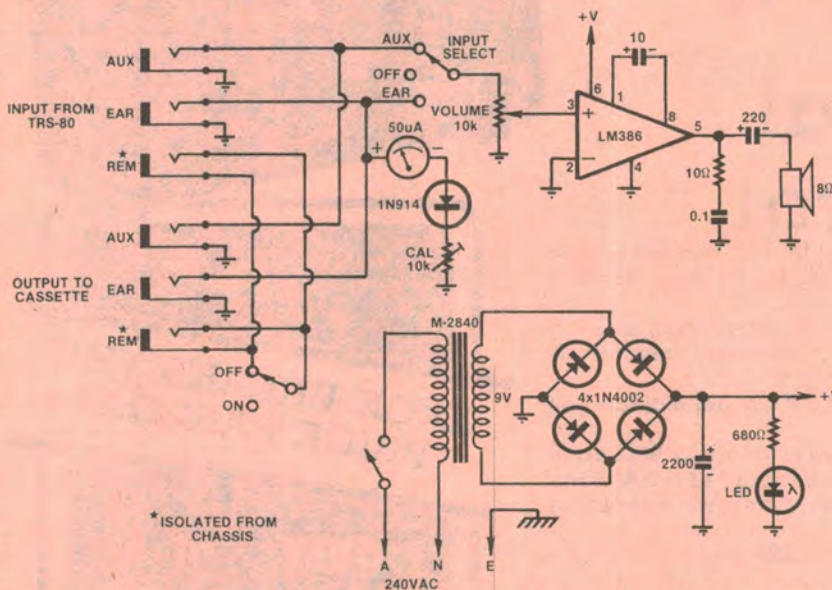 AUX
INPUT FROM
TRS-80
EAR
*
REM
AUX
OUTPUT TO
CASSETTE
EAR
*
REM
OFF
ON
*ISOLATED FROM
CHASSIS
AUX
INPUT
SELECT
OFF
EAR
VOLUME
10k
50uA
+
-
1N914
CAL
10k
+V
10
+ -
6
1
8
3
+
LM386
5
-
2
4
220
+ -
10Ω
0.1
8Ω
M-2840
9V
4x1N4002
+V
2200
+
-
680Ω
LED
λ
A
N
E
240VAC